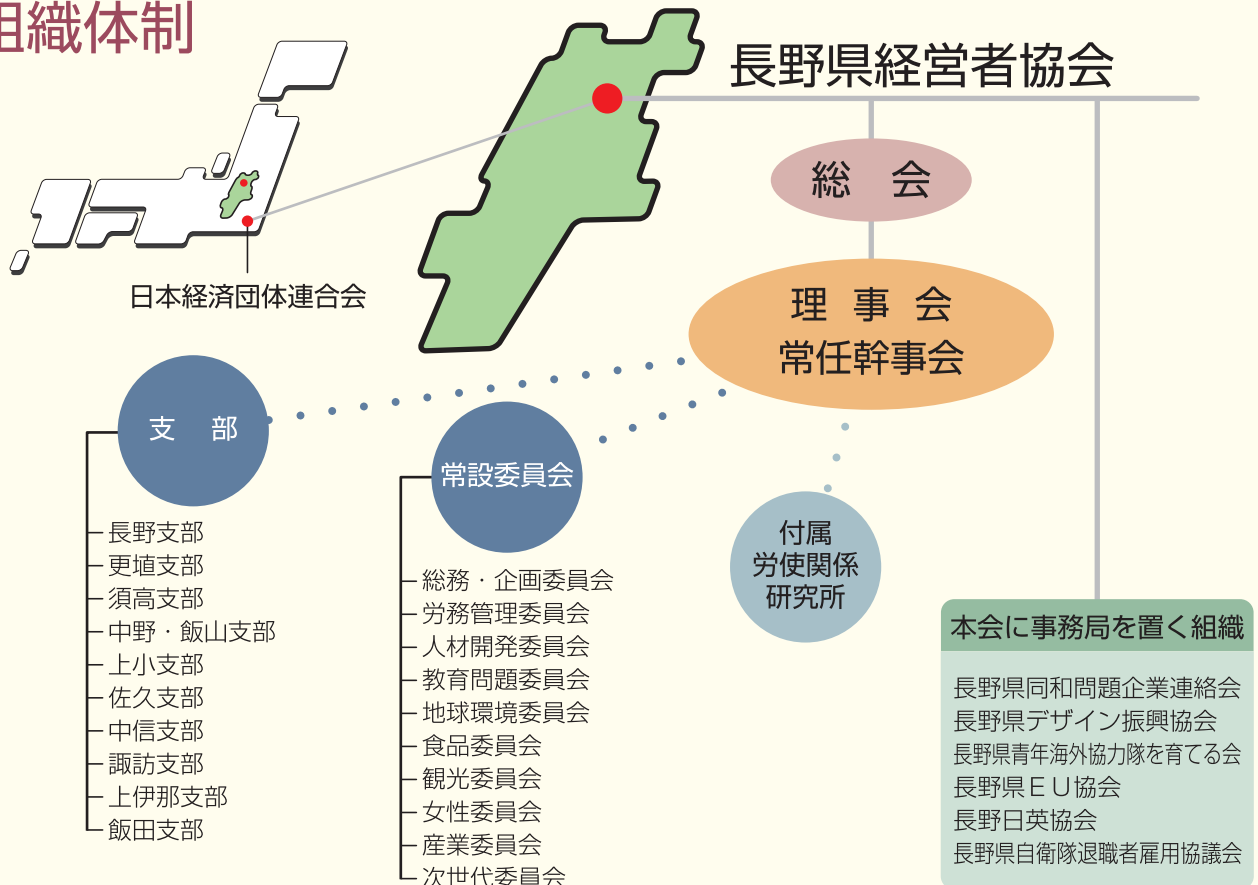 組織体制
長野県経営者協会
総 会
理 事 会
常任幹事会
日本経済団体連合会
支 部
長野支部
更埴支部
須高支部
中野・飯山支部
上小支部
佐久支部
中信支部
諏訪支部
上伊那支部
飯田支部
常設委員会
総務・企画委員会
労務管理委員会
人材開発委員会
教育問題委員会
地球環境委員会
食品委員会
観光委員会
女性委員会
産業委員会
次世代委員会
付属
労使関係
研究所
本会に事務局を置く組織
長野県同和問題企業連絡会
長野県デザイン振興協会
長野県青年海外協力隊を育てる会
長野県EU協会
長野日英協会
長野県自衛隊退職者雇用協議会